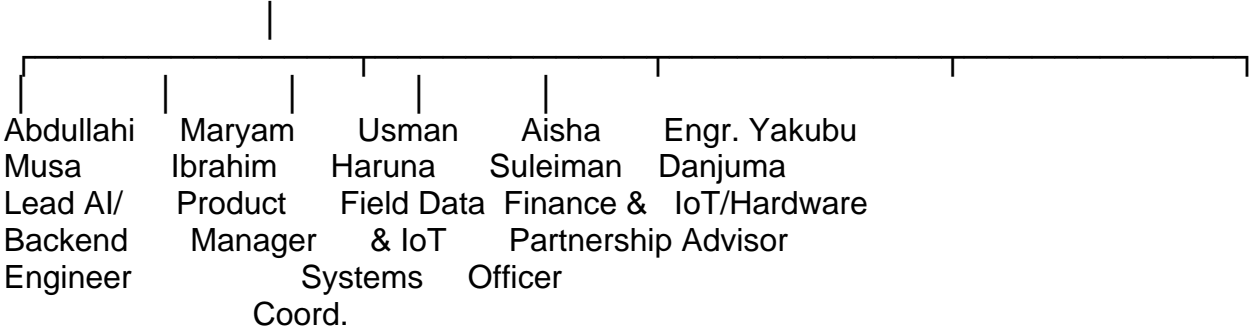 Abdullahi Maryam Usman Aisha Engr. Yakubu
Musa Ibrahim Haruna Suleiman Danjuma
Lead AI/ Product Field Data Finance & IoT/Hardware
Backend Manager & IoT Partnership Advisor
Engineer Systems Officer
Coord.